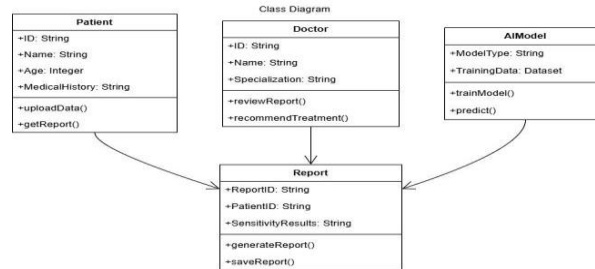 Class Diagram
Patient
+ID: String
+Name: String
+Age: Integer
+MedicalHistory: String
+uploadData()
+getReport()
Doctor
+ID: String
+Name: String
+Specialization: String
+reviewReport()
+recommendTreatment()
AIModel
+ModelType: String
+TrainingData: Dataset
+trainModel()
+predict()
Report
+ReportID: String
+PatientID: String
+SensitivityResults: String
+generateReport()
+saveReport()